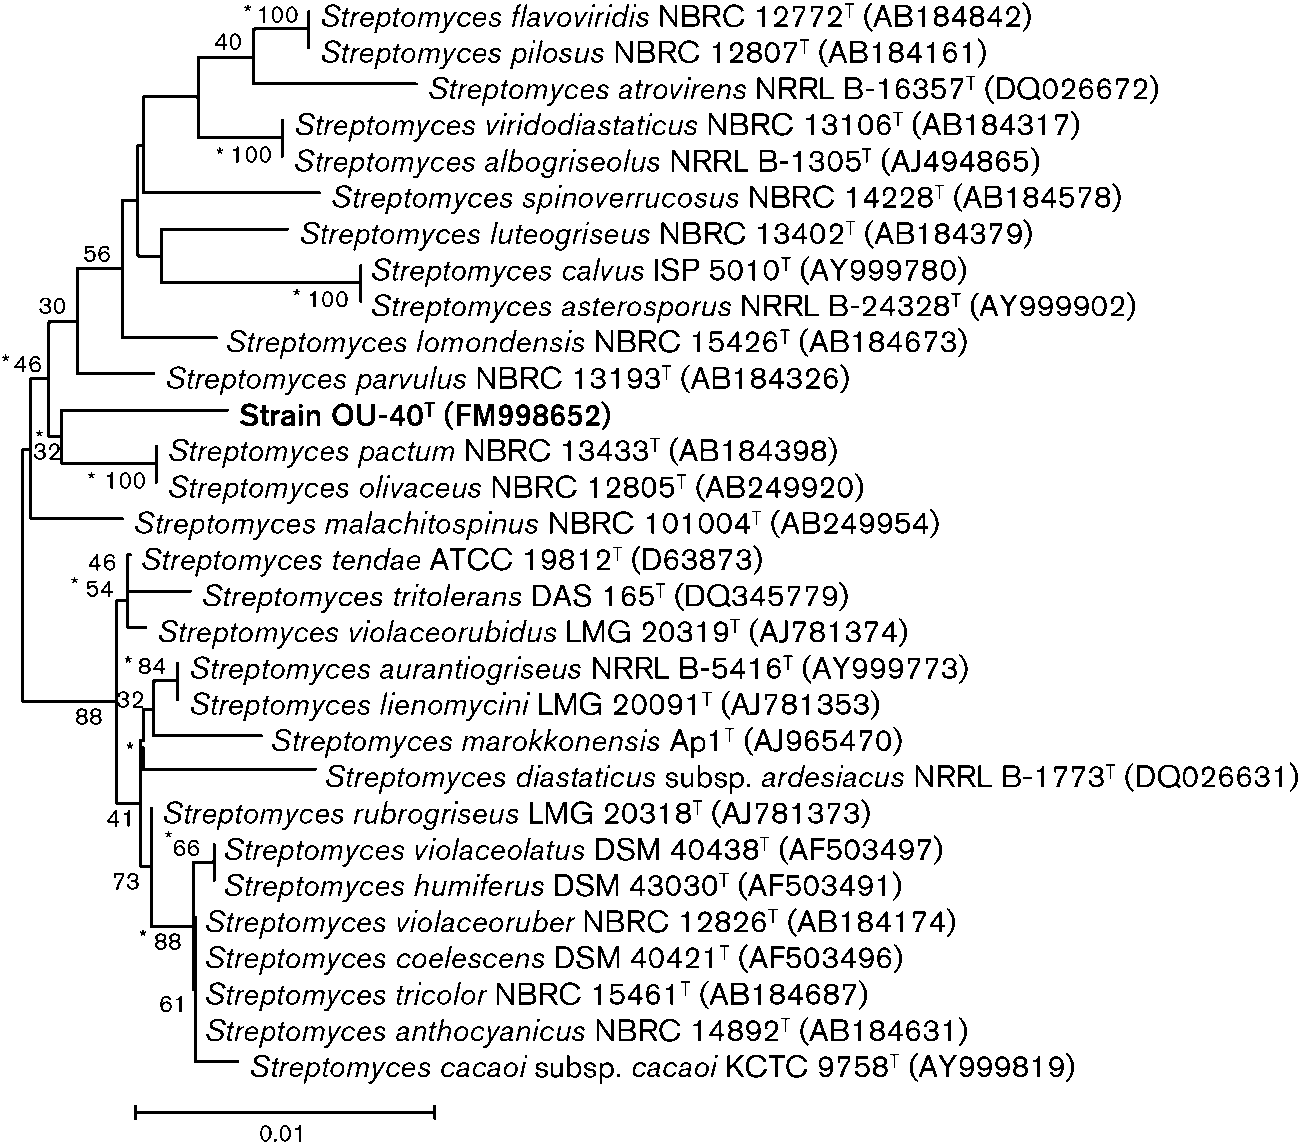 * 100 Streptomyces flavoviridis NBRC 12772T (AB184842)
40
Streptomyces pilosus NBRC 12807T (AB184161)
Streptomyces atrovirens NRRL B-16357T (DQ026672)
Streptomyces viridodiastaticus NBRC 13106T (AB184317)
* 100
Streptomyces albogriseolus NRRL B-1305T (AJ494865)
Streptomyces spinoverrucosus NBRC 14228T (AB184578)
Streptomyces luteogriseus NBRC 13402T (AB184379)
56
Streptomyces calvus ISP 5010T (AY999780)
* 100
Streptomyces asterosporus NRRL B-24328T (AY999902)
30
Streptomyces lomondensis NBRC 15426T (AB184673)
* 46
Streptomyces parvulus NBRC 13193T (AB184326)
Strain OU-40T (FM998652)
* 32
Streptomyces pactum NBRC 13433T (AB184398)
* 100
Streptomyces olivaceus NBRC 12805T (AB249920)
Streptomyces malachitospinus NBRC 101004T (AB249954)
46 Streptomyces tendae ATCC 19812T (D63873)
* 54
Streptomyces tritolerans DAS 165T (DQ345779)
Streptomyces violaceorubidus LMG 20319T (AJ781374)
* 84 Streptomyces aurantiogriseus NRRL B-5416T (AY999773)
32
Streptomyces lienomycini LMG 20091T (AJ781353)
88
*
Streptomyces marokkonensis Ap1T (AJ965470)
Streptomyces diastaticus subsp. ardesiacus NRRL B-1773T (DQ026631)
41
Streptomyces rubrogriseus LMG 20318T (AJ781373)
* 66 Streptomyces violaceolatus DSM 40438T (AF503497)
73
Streptomyces humiferus DSM 43030T (AF503491)
Streptomyces violaceoruber NBRC 12826T (AB184174)
* 88
Streptomyces coelescens DSM 40421T (AF503496)
61
Streptomyces tricolor NBRC 15461T (AB184687)
Streptomyces anthocyanicus NBRC 14892T (AB184631)
Streptomyces cacaoi subsp. cacaoi KCTC 9758T (AY999819)
0.01